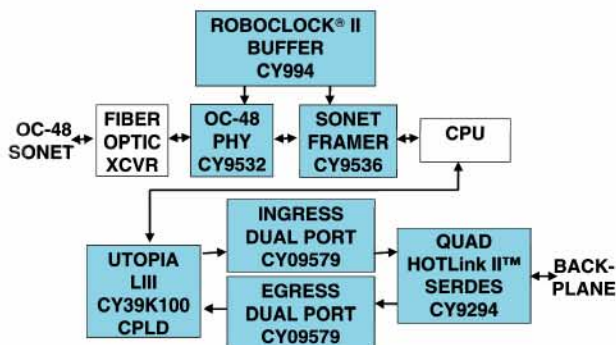 ROBOCLOCK® II
BUFFER
CY994
OC-48
SONET
FIBER
OPTIC
XCVR
OC-48
PHY
CY9532
SONET
FRAMER
CY9536
CPU
INGRESS
DUAL PORT
CY09579
UTOPIA
LIII
CY39K100
CPLD
EGRESS
DUAL PORT
CY09579
QUAD
HOTLink II™
SERDES
CY9294
BACK-
PLANE